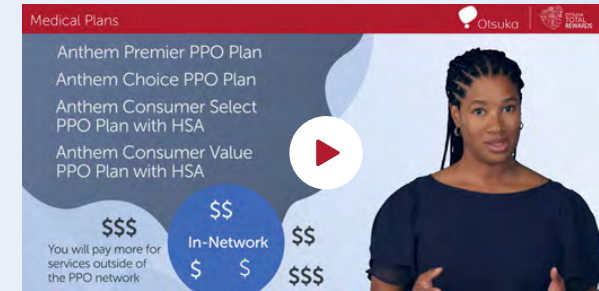 Medical Plans
Otsuka
OTSUKA
TOTAL
REWARDS
Anthem Premier PPO Plan
Anthem Choice PPO Plan
Anthem Consumer Select
PPO Plan with HSA
Anthem Consumer Value
PPO Plan with HSA
$$$
You will pay more for
services outside of
the PPO network
$$
In-Network
$ $
$$
$$$